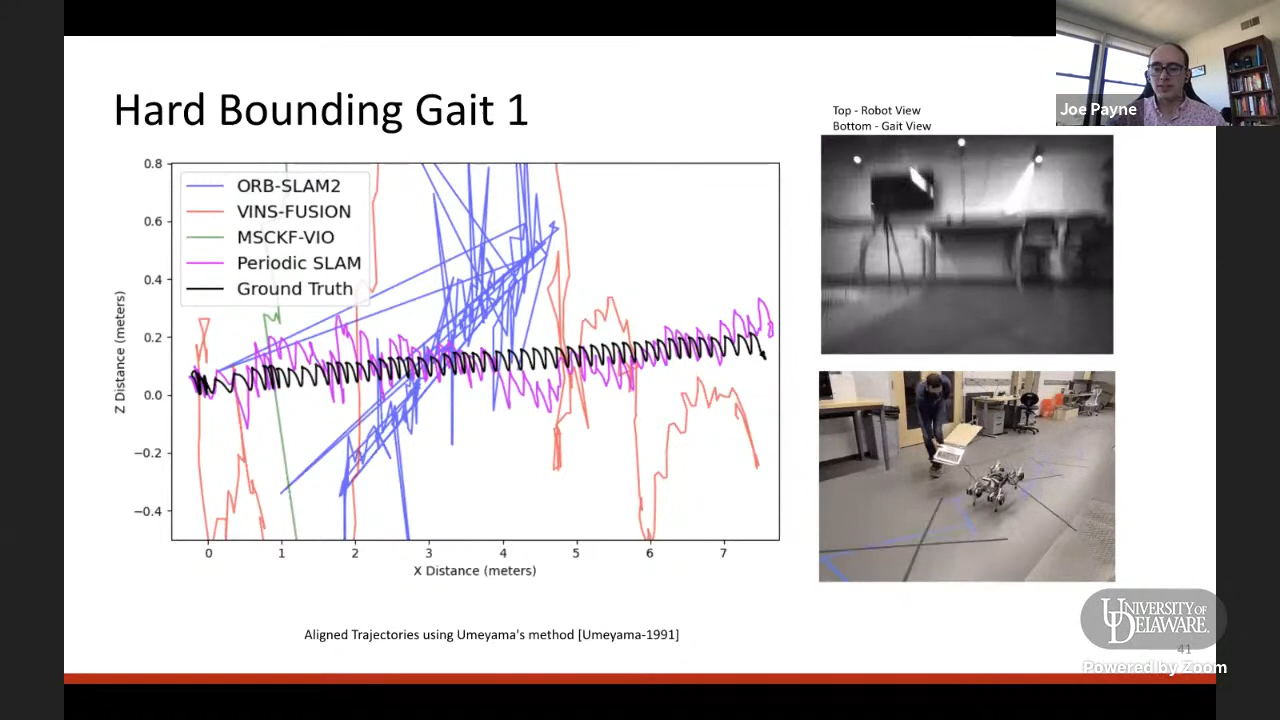 Hard Bounding Gait 1
Joe Payne
Top - Robot View
Bottom - Gait View
ORB-SLAM2
VINS-FUSION
MSCKF-VIO
Periodic SLAM
Ground Truth
0.8
0.6
0.4
0.2
0.0
−0.2
−0.4
Z Distance (meters)
0 1 2 3 4 5 6 7
X Distance (meters)
Aligned Trajectories using Umeyama's method [Umeyama-1991]
UNIVERSITY OF
DELAWARE.
41
Powered by Zoom